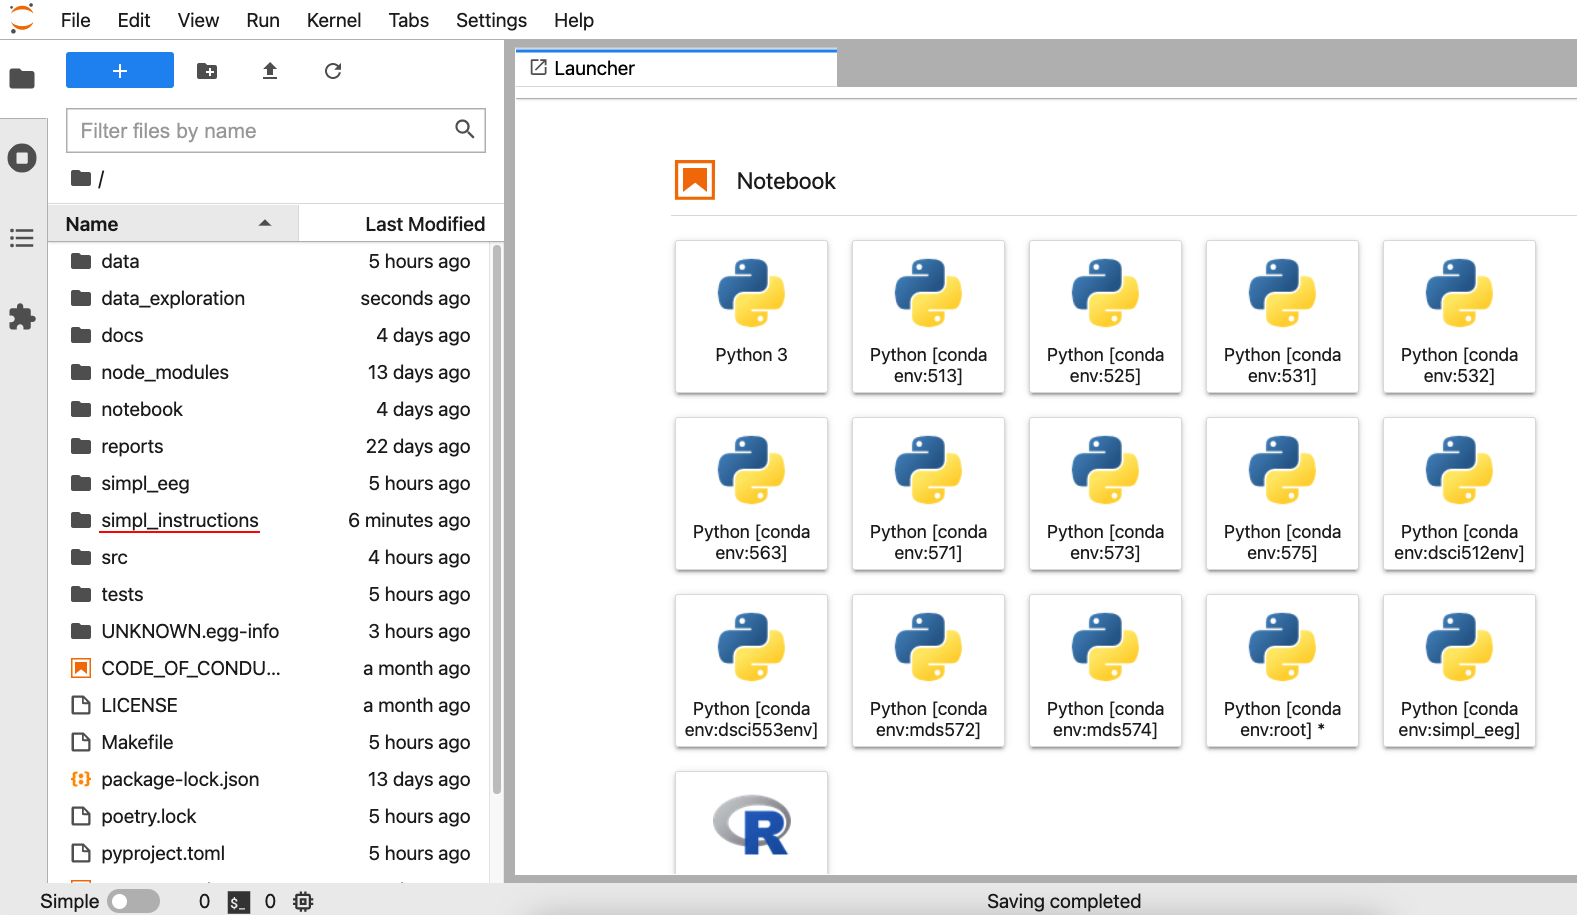 File Edit View Run Kernel Tabs Settings Help
Filter files by name
/
Name Last Modified
data 5 hours ago
data_exploration seconds ago
docs 4 days ago
node_modules 13 days ago
notebook 4 days ago
reports 22 days ago
simpl_eeg 5 hours ago
simpl_instructions 6 minutes ago
src 4 hours ago
tests 5 hours ago
UNKNOWN.egg-info 3 hours ago
CODE_OF_CONDU... a month ago
LICENSE a month ago
Makefile 5 hours ago
package-lock.json 13 days ago
poetry.lock 5 hours ago
pyproject.toml 5 hours ago
Launcher
Notebook
Python 3
Python [conda
env:513]
Python [conda
env:525]
Python [conda
env:531]
Python [conda
env:532]
Python [conda
env:563]
Python [conda
env:571]
Python [conda
env:573]
Python [conda
env:575]
Python [conda
env:dsci512env]
Python [conda
env:dsci553env]
Python [conda
env:mds572]
Python [conda
env:mds574]
Python [conda
env:root] *
Python [conda
env:simpl_eeg]
R
Simple 0 $_ 0 Saving completed